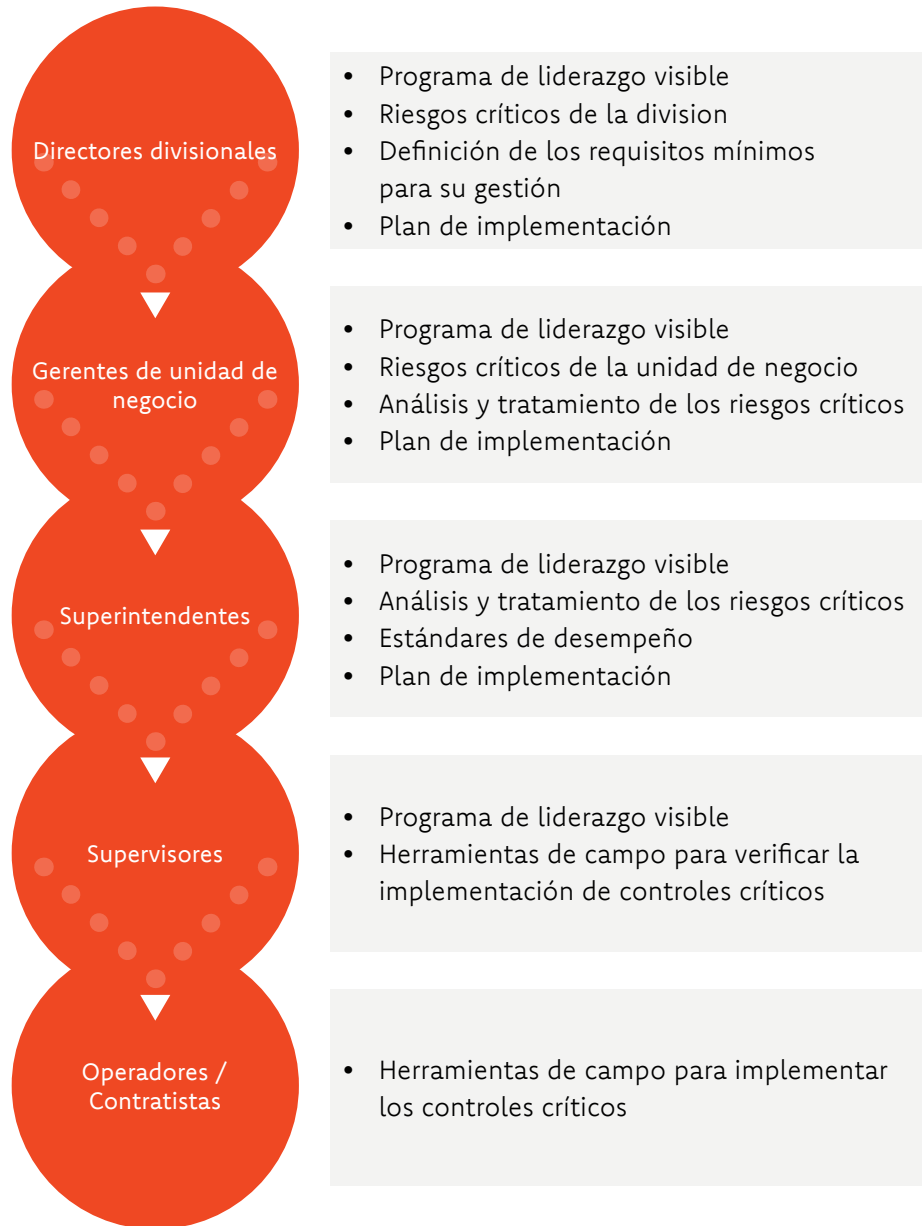 Directores divisionales
• Programa de liderazgo visible
• Riesgos críticos de la division
• Definición de los requisitos mínimos
para su gestión
• Plan de implementación
Gerentes de unidad de
negocio
• Programa de liderazgo visible
• Riesgos críticos de la unidad de negocio
• Análisis y tratamiento de los riesgos críticos
• Plan de implementación
Superintendentes
• Programa de liderazgo visible
• Análisis y tratamiento de los riesgos críticos
• Estándares de desempeño
• Plan de implementación
Supervisores
• Programa de liderazgo visible
• Herramientas de campo para verificar la
implementación de controles críticos
Operadores /
Contratistas
• Herramientas de campo para implementar
los controles críticos